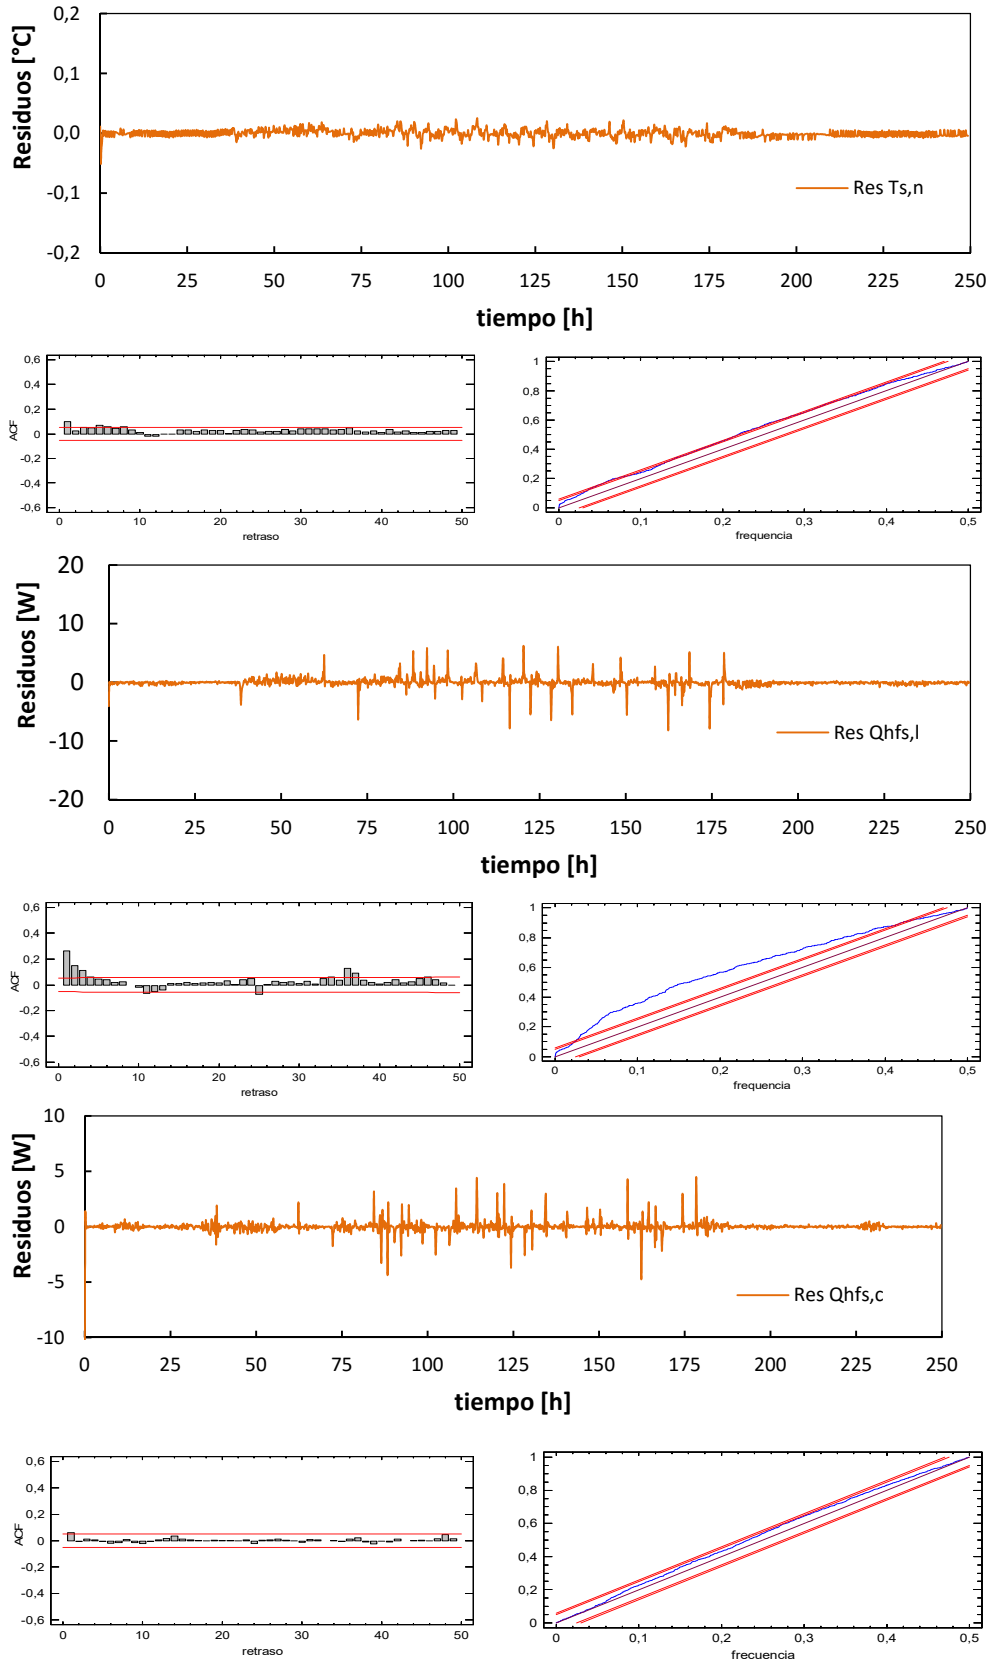 Residuos [°C]
0,2
0,1
0,0
-0,1
-0,2
Res Ts,n
0 25 50 75 100 125 150 175 200 225 250
tiempo [h]
ACF
0,6
0,4
0,2
0
-0,2
-0,4
-0,6
0 10 20 30 40 50
retraso
1
0,8
0,6
0,4
0,2
0
0 0,1 0,2 0,3 0,4 0,5
frequencia
Residuos [W]
20
10
0
-10
-20
Res Qhfs,l
0 25 50 75 100 125 150 175 200 225 250
tiempo [h]
ACF
0,6
0,4
0,2
0
-0,2
-0,4
-0,6
0 10 20 30 40 50
retraso
1
0,8
0,6
0,4
0,2
0
0 0,1 0,2 0,3 0,4 0,5
frequencia
Residuos [W]
10
5
0
-5
-10
Res Qhfs,c
0 25 50 75 100 125 150 175 200 225 250
tiempo [h]
ACF
0,6
0,4
0,2
0
-0,2
-0,4
-0,6
0 10 20 30 40 50
retraso
1
0,8
0,6
0,4
0,2
0
0 0,1 0,2 0,3 0,4 0,5
frecuencia